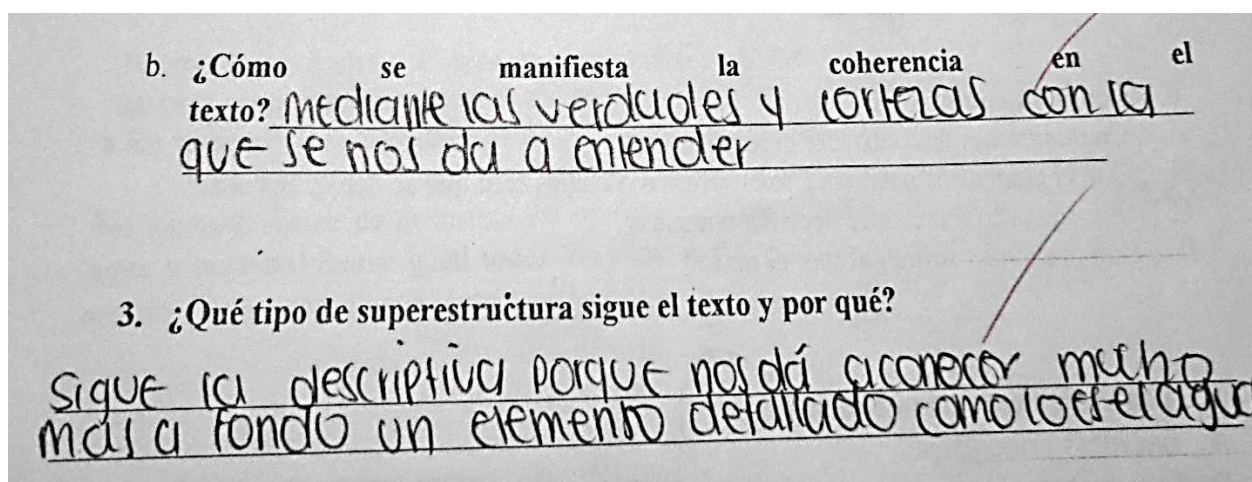 b. ¿Cómo se manifiesta la coherencia en el
texto? mediante las verdades y certezas con la
que se nos da a entender
3. ¿Qué tipo de superestructura sigue el texto y por qué?
sigue la descriptiva porque nos dá aconocer mucho
mas a fondo un elemento detallado como lo es el agua